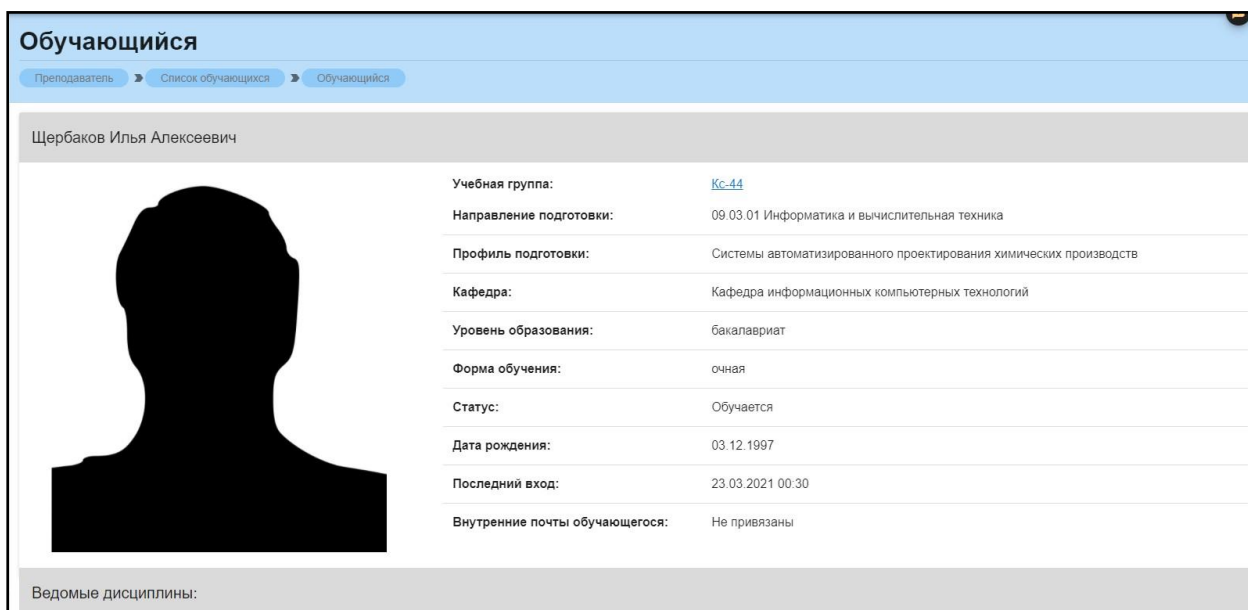 Обучающийся
Преподаватель Список обучающихся Обучающийся
Щербаков Илья Алексеевич
Учебная группа: Кс-44
Направление подготовки: 09.03.01 Информатика и вычислительная техника
Профиль подготовки: Системы автоматизированного проектирования химических производств
Кафедра: Кафедра информационных компьютерных технологий
Уровень образования: бакалавриат
Форма обучения: очная
Статус: Обучается
Дата рождения: 03.12.1997
Последний вход: 23.03.2021 00:30
Внутренние почты обучающегося: Не привязаны
Ведомые дисциплины: